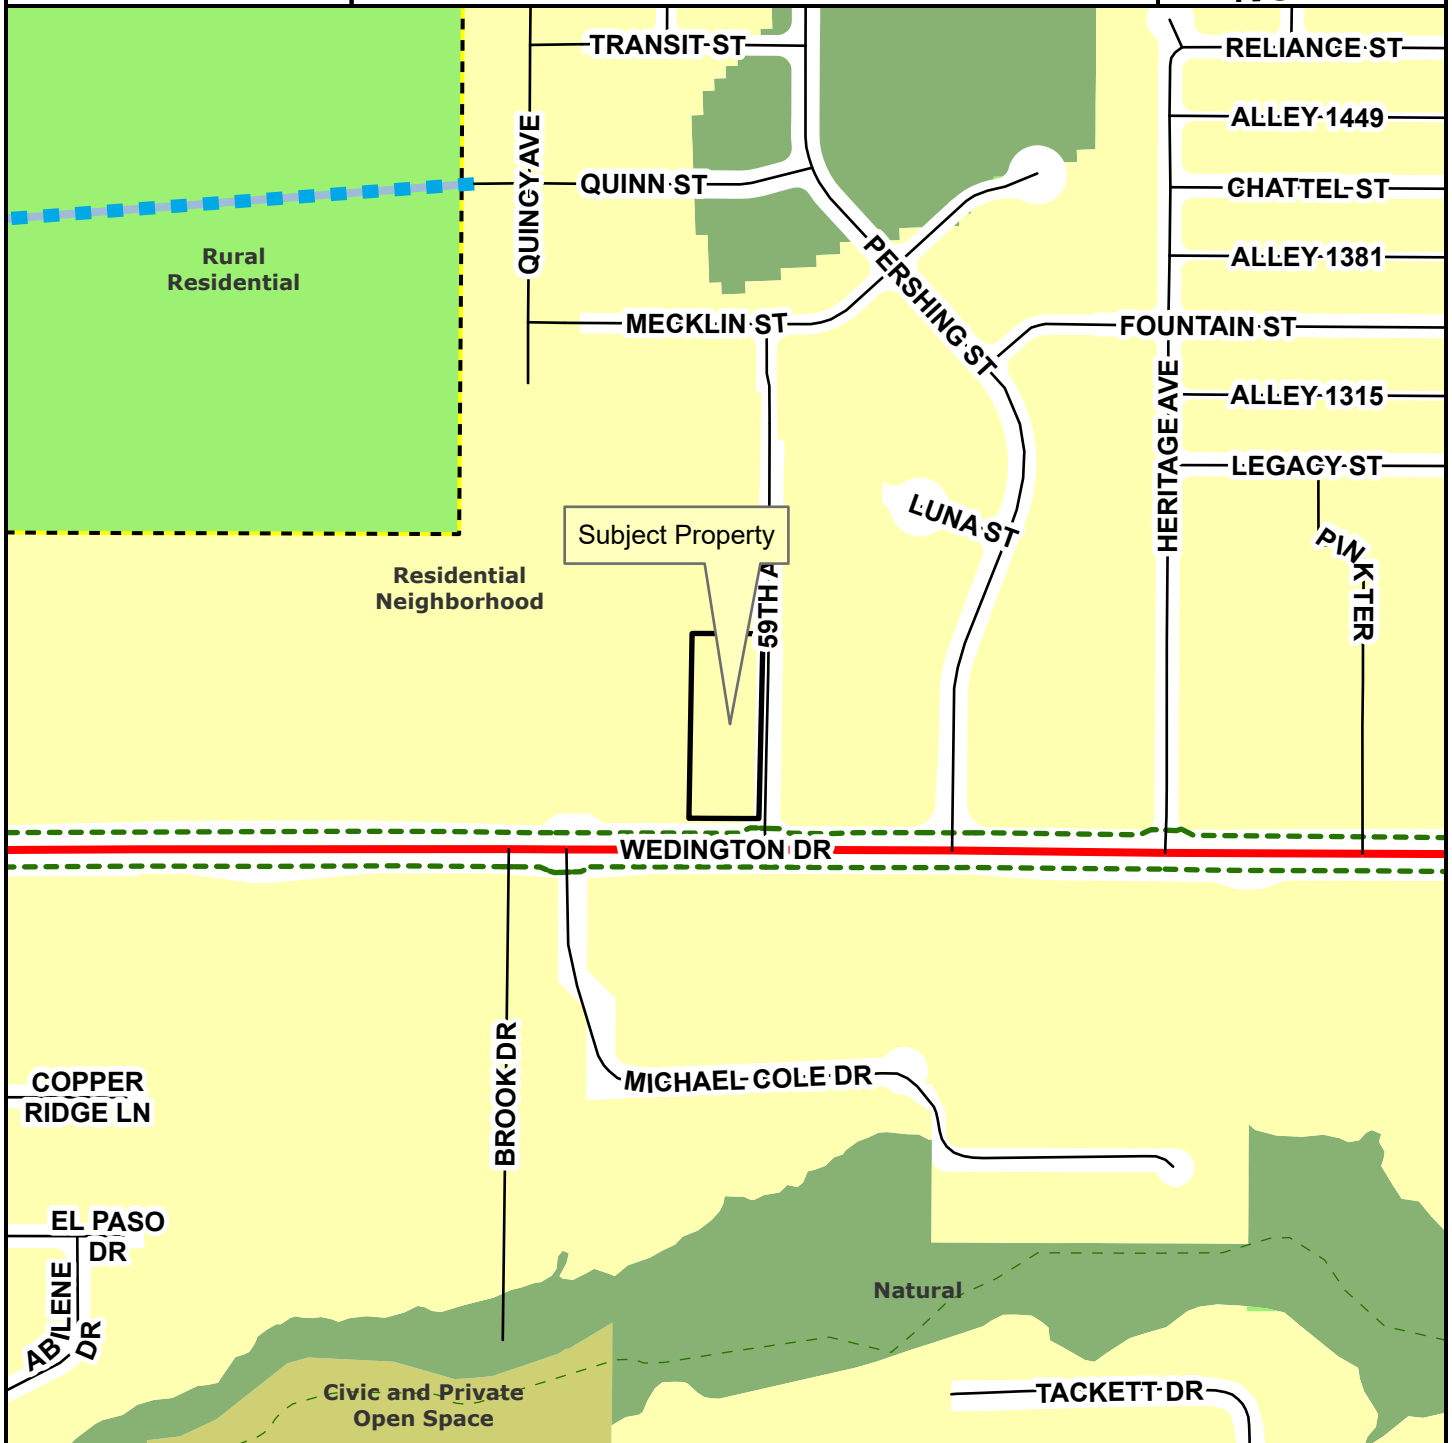 TRANSIT ST
RELIANCE ST
ALLEY 1449
QUINCY AVE
QUINN ST
CHATTEL ST
Rural
Residential
PERSHING ST
ALLEY 1381
MECKLIN ST
FOUNTAIN ST
HERITAGE AVE
ALLEY 1315
LEGACY ST
LUNA ST
Subject Property
PINK TER
Residential
Neighborhood
59TH A
WEDINGTON DR
BROOK DR
MICHAEL COLE DR
COPPER
RIDGE LN
EL PASO
DR
ABILENE
DR
Natural
Civic and Private
Open Space
TACKETT DR